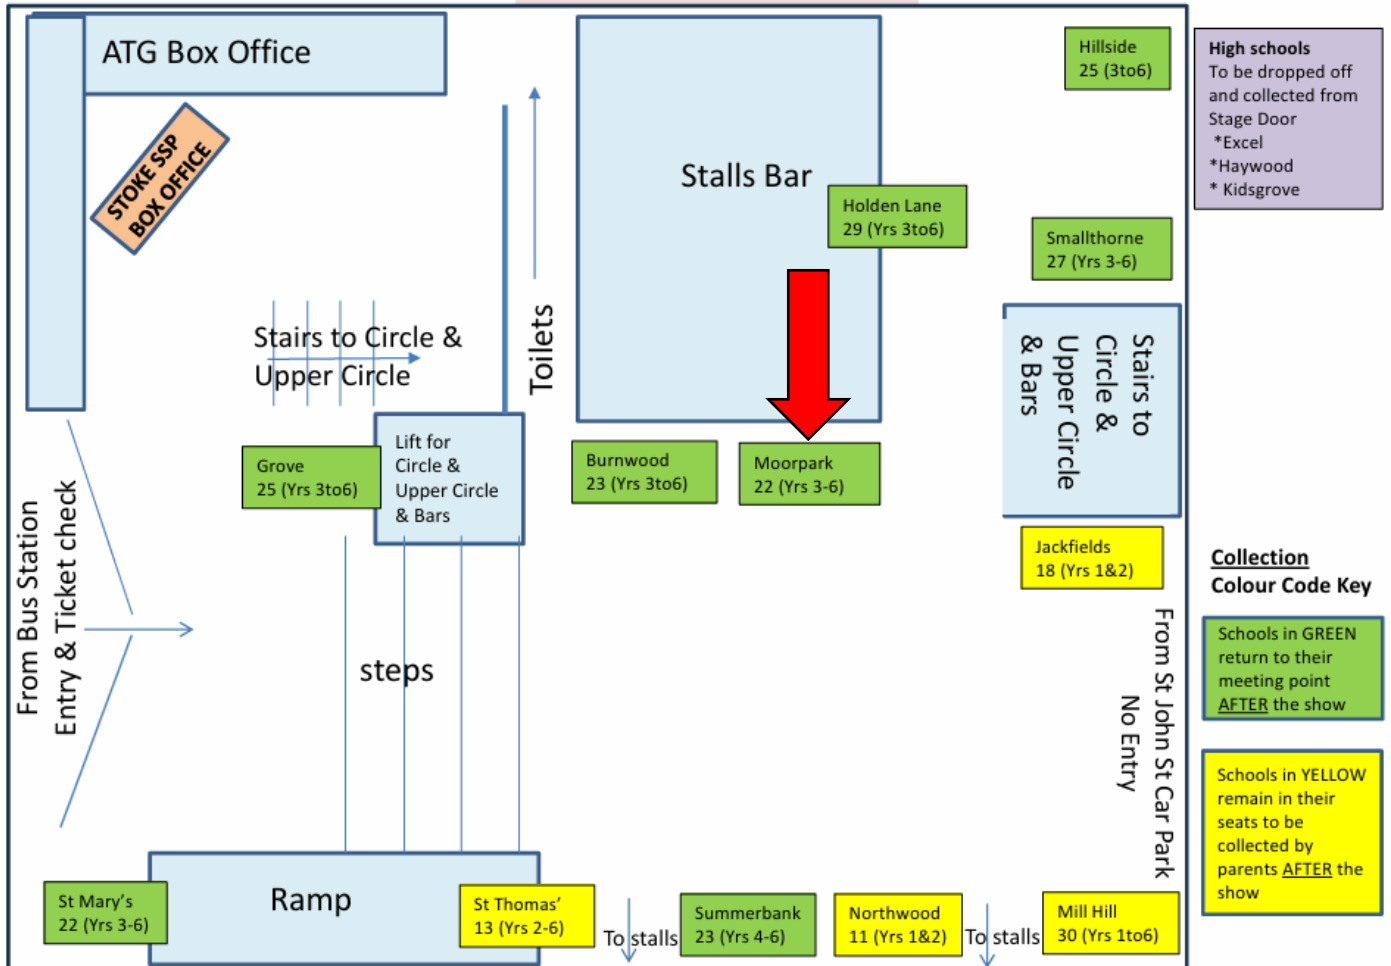 ATG Box Office
STOKE SSP
BOX OFFICE
Stalls Bar
Hillside
25 (3to6)
High schools
To be dropped off
and collected from
Stage Door
*Excel
*Haywood
* Kidsgrove
Holden Lane
29 (Yrs 3to6)
Smallthorne
27 (Yrs 3-6)
Stairs to Circle &
Upper Circle
Toilets
Stairs to
Circle &
Upper Circle
& Bars
Lift for
Circle &
Upper Circle
& Bars
Grove
25 (Yrs 3to6)
Burnwood
23 (Yrs 3to6)
Moorpark
22 (Yrs 3-6)
Jackfields
18 (Yrs 1&2)
From Bus Station
Entry & Ticket check
steps
From St John St Car Park
No Entry
Collection
Colour Code Key
Schools in GREEN
return to their
meeting point
AFTER the show
Schools in YELLOW
remain in their
seats to be
collected by
parents AFTER the
show
St Mary's
22 (Yrs 3-6)
Ramp
St Thomas'
13 (Yrs 2-6)
To stalls
Summerbank
23 (Yrs 4-6)
Northwood
11 (Yrs 1&2)
To stalls
Mill Hill
30 (Yrs 1to6)